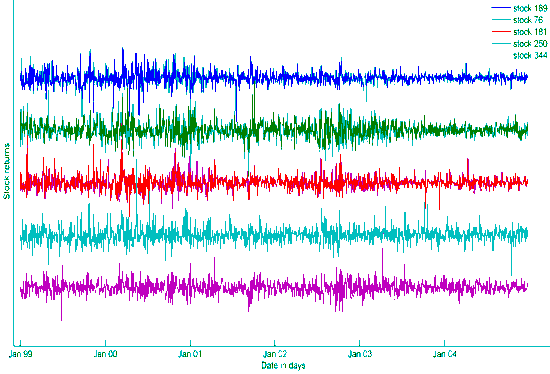 stock 189
stock 76
stock 181
stock 250
stock 344
Stock returns
Jan 99 Jan 00 Jan 01 Jan 02 Jan 03 Jan 04
Date in days